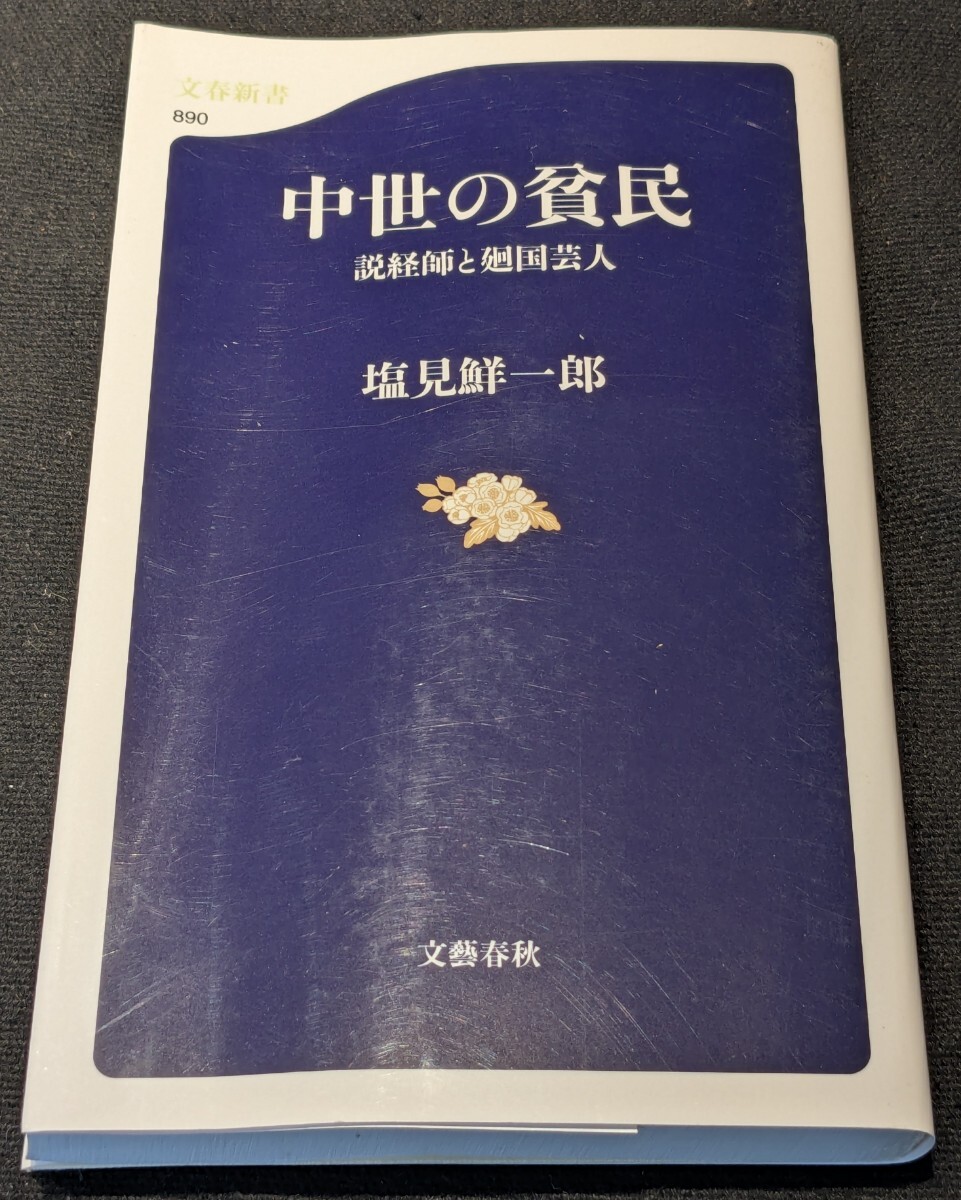 文春新書
890
中世の貧民
説経師と廻国芸人
塩見鮮一郎
文藝春秋